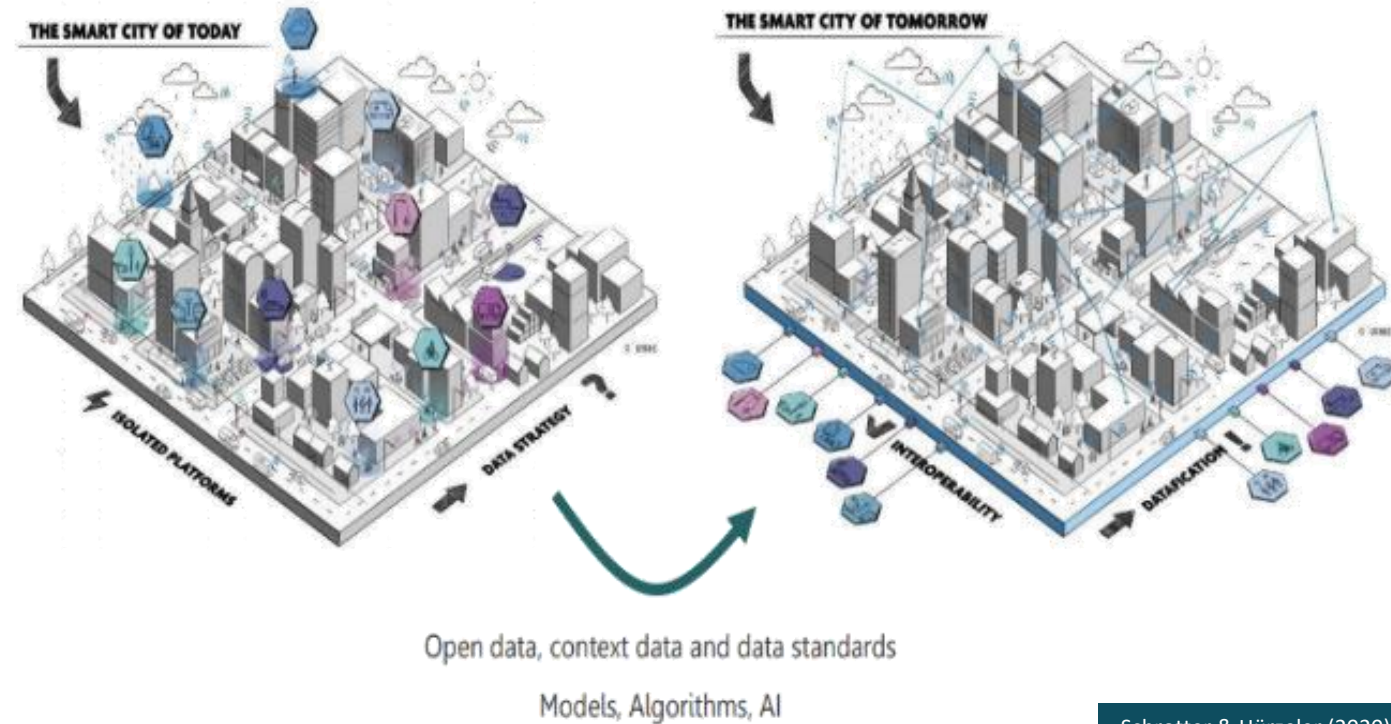 THE SMART CITY OF TODAY
THE SMART CITY OF TOMORROW
ISOLATED PLATFORMS
DATA STRATEGY ?
INTEROPERABILITY
DATAFICATION !
Open data, context data and data standards
Models, Algorithms, AI